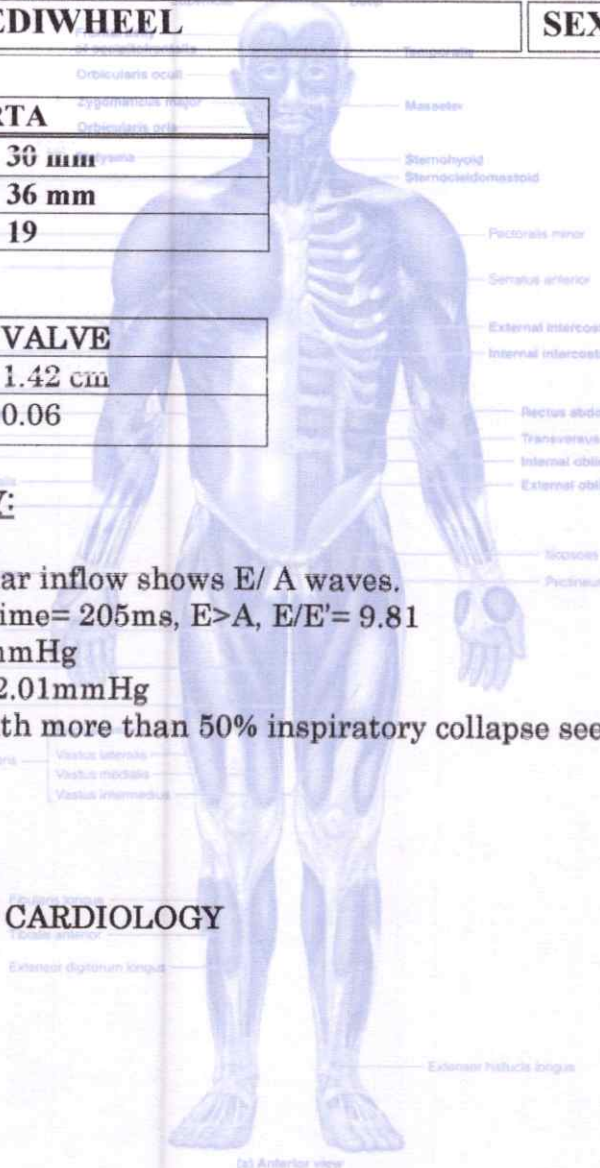 EDIWHEEL
SEX
Temporalis
Orbicularis oculi
Zygomaticus major
Masseter
Orbicularis oris
RTA
30 mm
Sternohyoid
Sternocleidomastoid
36 mm
19
Pectoralis minor
Serratus anterior
External intercost
Internal intercost
VALVE
1.42 cm
0.06
Rectus abdo
Transversus
Internal obli
External obli
Y:
Iliopsoas
Pectineu
ar inflow shows E/ A waves.
ime= 205ms, E>A, E/E'= 9.81
mmHg
2.01mmHg
th more than 50% inspiratory collapse see
Vastus lateralis
Vastus medialis
Vastus intermedius
Fibularis longus
CARDIOLOGY
Tibialis anterior
Extensor digitorum longus
Extensor hallucis longus
(a) Anterior view